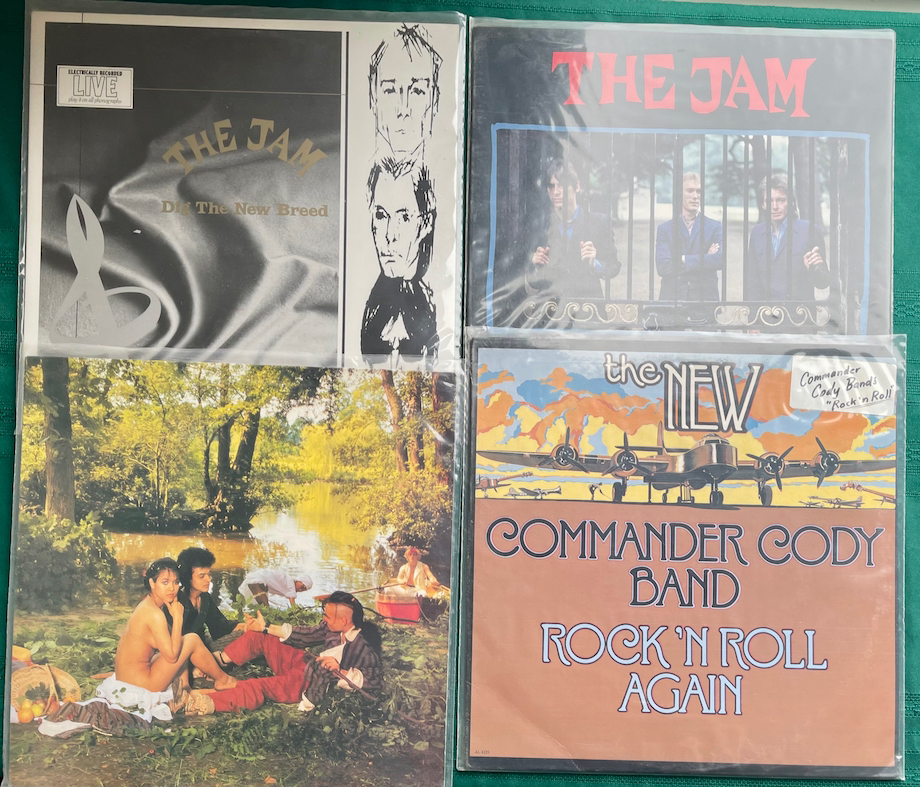 ELECTRICALLY RECORDED
LIVE
play it on all phonographs
THE JAM
Dig The New Breed
THE JAM
the NEW
Commander
Cody Bands
"Rock'n Roll
COMMANDER CODY
BAND
ROCK 'N ROLL
AGAIN